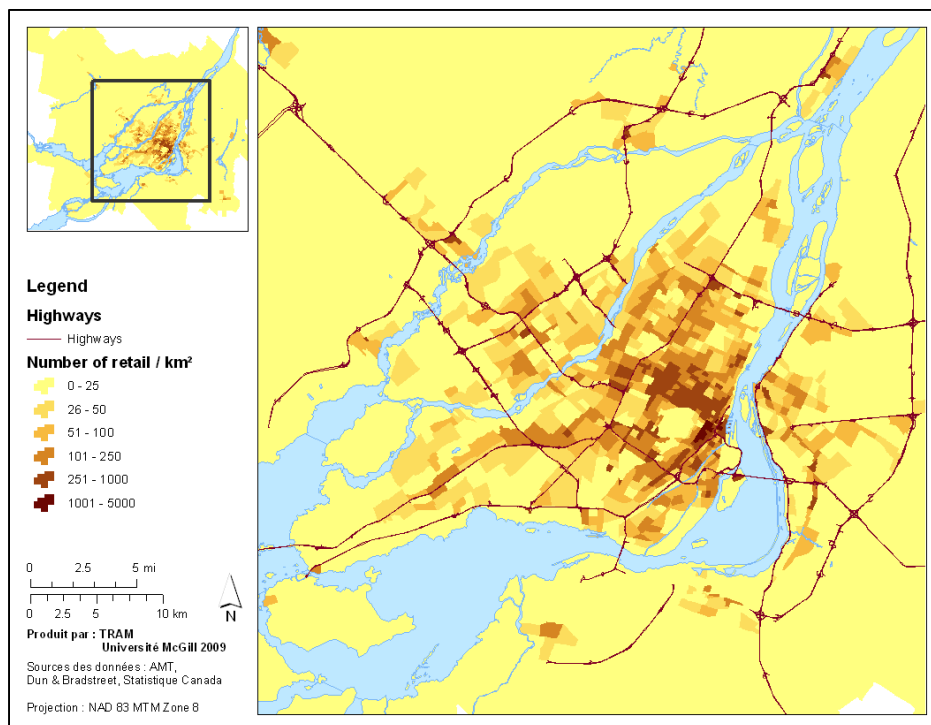 Legend
Highways
Highways
Number of retail / km²
0 - 25
26 - 50
51 - 100
101 - 250
251 - 1000
1001 - 5000
0 2.5 5 mi
0 2.5 5 10 km
N
Produit par : TRAM
Université McGill 2009
Sources des données : AMT,
Dun & Bradstreet, Statistique Canada
Projection : NAD 83 MTM Zone 8